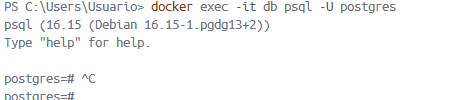 PS C:\Users\Usuario> docker exec -it db psql -U postgres
psql (16.15 (Debian 16.15-1.pgdg13+2))
Type "help" for help.

postgres=# ^C
postgres=#